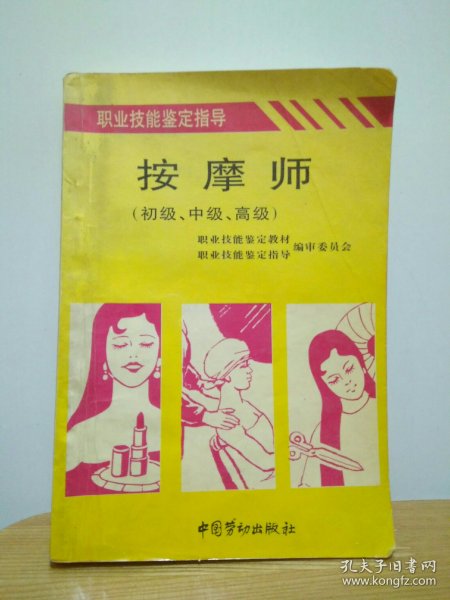 职业技能鉴定指导
按摩师
(初级、中级、高级)
职业技能鉴定教材
职业技能鉴定指导
编审委员会
中国劳动出版社
孔夫子旧书网
www.kongfz.com